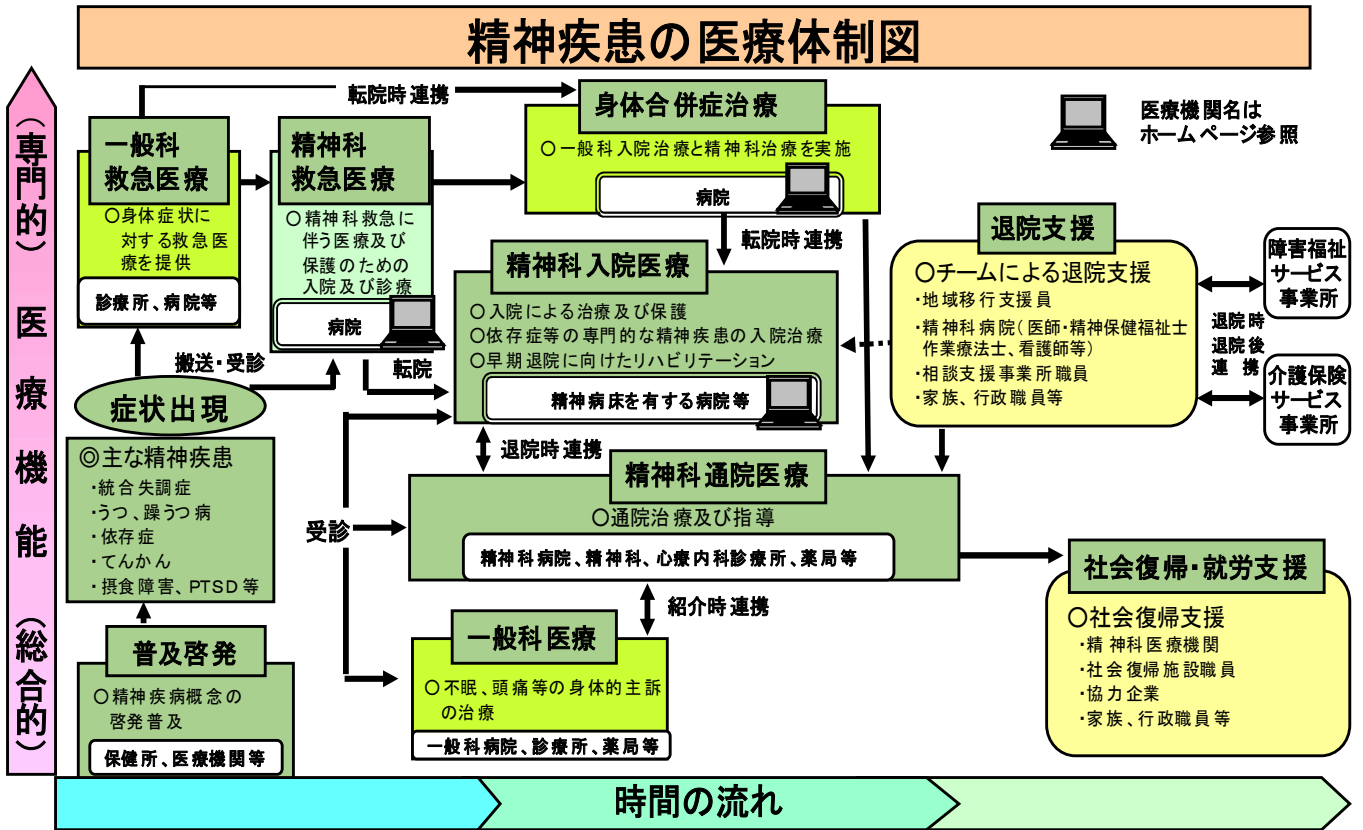 精神疾患の医療体制図
(専門的) 医療機能 (総合的)
転院時連携
医療機関名は
ホームページ参照
一般科
救急医療
○身体症状に
対する救急医
療を提供
診療所、病院等
精神科
救急医療
○精神科救急に
伴う医療及び
保護のための
入院及び診療
病院
身体合併症治療
○一般科入院治療と精神科治療を実施
病院
転院時連携
精神科入院医療
○入院による治療及び保護
○依存症等の専門的な精神疾患の入院治療
○早期退院に向けたリハビリテーション
精神病床を有する病院等
退院支援
○チームによる退院支援
・地域移行支援員
・精神科病院(医師・精神保健福祉士
作業療法士、看護師等)
・相談支援事業所職員
・家族、行政職員等
障害福祉
サービス
事業所
退院時
退院後
連携
介護保険
サービス
事業所
搬送・受診
転院
症状出現
◎主な精神疾患
・統合失調症
・うつ、躁うつ病
・依存症
・てんかん
・摂食障害、PTSD等
退院時連携
精神科通院医療
○通院治療及び指導
精神科病院、精神科、心療内科診療所、薬局等
受診
紹介時連携
普及啓発
○精神疾病概念の
啓発普及
保健所、医療機関等
一般科医療
○不眠、頭痛等の身体的主訴
の治療
一般科病院、診療所、薬局等
社会復帰・就労支援
○社会復帰支援
・精神科医療機関
・社会復帰施設職員
・協力企業
・家族、行政職員等
時間の流れ